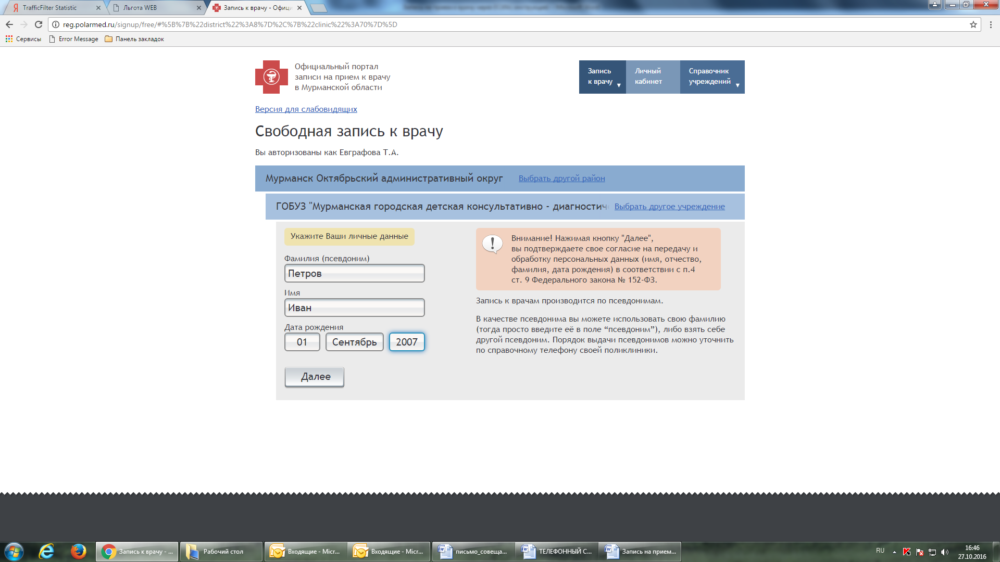 TrafficFilter Statistic
Льгота WEB
Запись к врачу - Офиц
reg.polarmed.ru/signup/free/#%5B%7B%22district%22%3A8%7D%2C%7B%22clinic%22%3A70%7D%5D
Сервисы
Error Message
Панель закладок
Официальный портал
записи на прием к врачу
в Мурманской области
Запись
к врачу
Личный
кабинет
Справочник
учреждений
Версия для слабовидящих
Свободная запись к врачу
Вы авторизованы как Евграфова Т.А.
Мурманск Октябрьский административный округ
Выбрать другой район
ГОБУЗ "Мурманская городская детская консультативно - диагностиче
Выбрать другое учреждение
Укажите Ваши личные данные
Фамилия (псевдоним)
Петров
Имя
Иван
Дата рождения
01
Сентябрь
2007
Далее
Внимание! Нажимая кнопку "Далее",
вы подтверждаете свое согласие на передачу и
обработку персональных данных (имя, отчество,
фамилия, дата рождения) в соответствии с п.4
ст. 9 Федерального закона № 152-ФЗ.
Запись к врачам производится по псевдонимам.
В качестве псевдонима вы можете использовать свою фамилию
(тогда просто введите её в поле “псевдоним”), либо взять себе
другой псевдоним. Порядок выдачи псевдонимов можно уточнить
по справочному телефону своей поликлиники.
Запись к врачу - ...
Рабочий стол
Входящие - Micr...
Входящие - Micr...
письмо_совеща...
ТЕЛЕФОННЫЙ С...
Запись на прием...
RU
16:46
27.10.2016